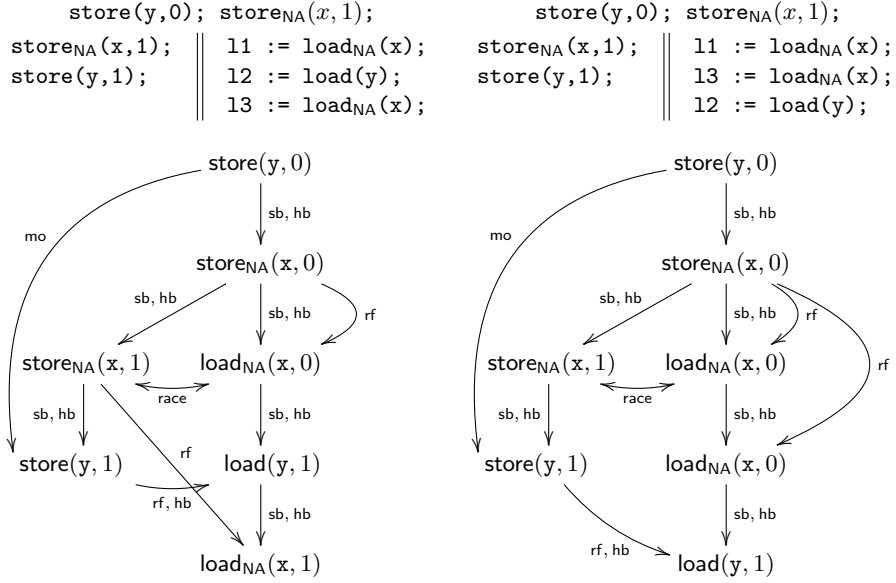 store(y,0); store_NA(x, 1);
store_NA(x,1); l1 := load_NA(x);
store(y,1); l2 := load(y);
l3 := load_NA(x);
store(y, 0)
sb, hb
mo
store_NA(x, 0)
sb, hb
sb, hb
rf
store_NA(x, 1)
load_NA(x, 0)
race
sb, hb
sb, hb
rf
store(y, 1)
load(y, 1)
rf, hb
sb, hb
load_NA(x, 1)
store(y,0); store_NA(x, 1);
store_NA(x,1); l1 := load_NA(x);
store(y,1); l3 := load_NA(x);
l2 := load(y);
store(y, 0)
sb, hb
mo
store_NA(x, 0)
sb, hb
sb, hb
rf
rf
store_NA(x, 1)
load_NA(x, 0)
race
sb, hb
sb, hb
store(y, 1)
load_NA(x, 0)
sb, hb
rf, hb
load(y, 1)